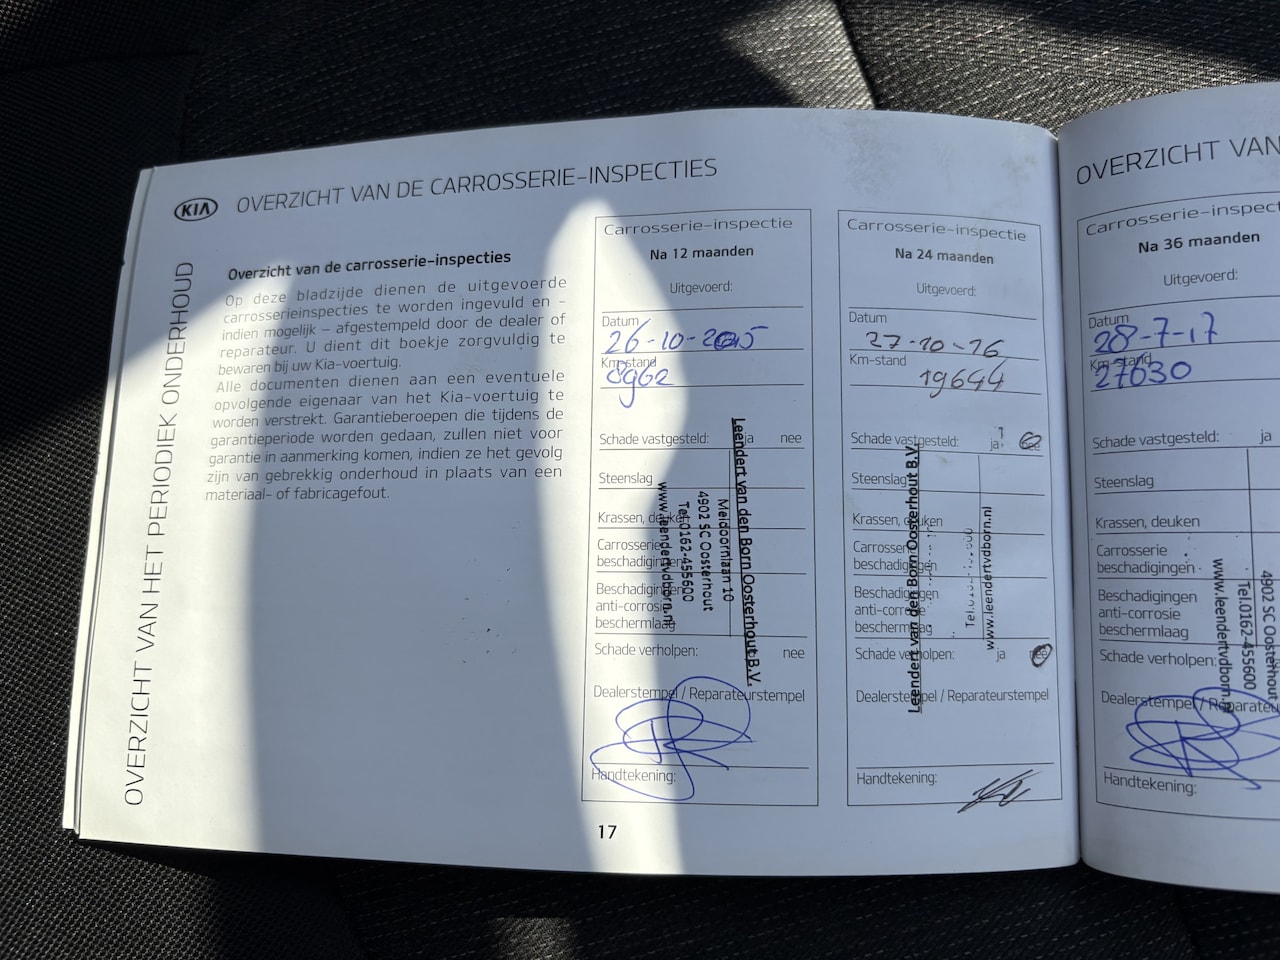 KIA
OVERZICHT VAN DE CARROSSERIE-INSPECTIES
OVERZICHT VAN HET PERIODIEK ONDERHOUD
Overzicht van de carrosserie-inspecties
Op deze bladzijde dienen de uitgevoerde
carrosserieinspecties te worden ingevuld en -
indien mogelijk - afgestempeld door de dealer of
reparateur. U dient dit boekje zorgvuldig te
bewaren bij uw Kia-voertuig.
Alle documenten dienen aan een eventuele
opvolgende eigenaar van het Kia-voertuig te
worden verstrekt. Garantieberoepen die tijdens de
garantieperiode worden gedaan, zullen niet voor
garantie in aanmerking komen, indien ze het gevolg
zijn van gebrekkig onderhoud in plaats van een
materiaal- of fabricagefout.
Carrosserie-inspectie
Na 12 maanden
Uitgevoerd:
Datum
26-10-2015
Km-stand
8962
Schade vastgesteld: ja nee
Steenslag
Krassen, deuken
Carrosserie
beschadigingen
Beschadigingen
anti-corrosie
beschermlaag
Schade verholpen: nee
Dealerstempel / Reparateurstempel
Handtekening:
Leendert van den Born Oosterhout B.V.
Meidoornlaan 10
4902 SC Oosterhout
Tel.0162-455600
www.leendertvdborn.nl
Carrosserie-inspectie
Na 24 maanden
Uitgevoerd:
Datum
27-10-16
Km-stand
19644
Schade vastgesteld: ja nee
Steenslag
Krassen, deuken
Carrosserie
beschadigingen
Beschadigingen
anti-corrosie
beschermlaag
Schade verholpen: ja nee
Dealerstempel / Reparateurstempel
Handtekening:
Leendert van den Born Oosterhout B.V.
www.leendertvdborn.nl
17
OVERZICHT VAN
Carrosserie-inspect
Na 36 maanden
Uitgevoerd:
Datum
28-7-17
Km-stand
27630
Schade vastgesteld: ja
Steenslag
Krassen, deuken
Carrosserie
beschadigingen
Beschadigingen
anti-corrosie
beschermlaag
Schade verholpen:
Dealerstempel / Reparateu
Handtekening:
4902 SC Oosterhout
Tel.0162-455600
www.leendertvdborn.nl